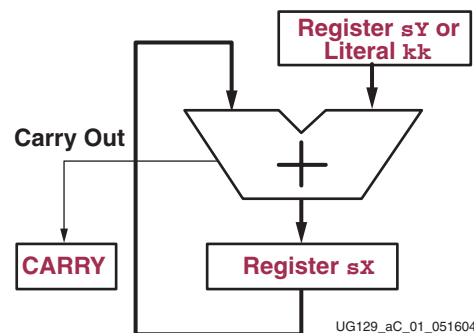 Register sY or
Literal kk
Carry Out
+
CARRY
Register sX
UG129_aC_01_051604